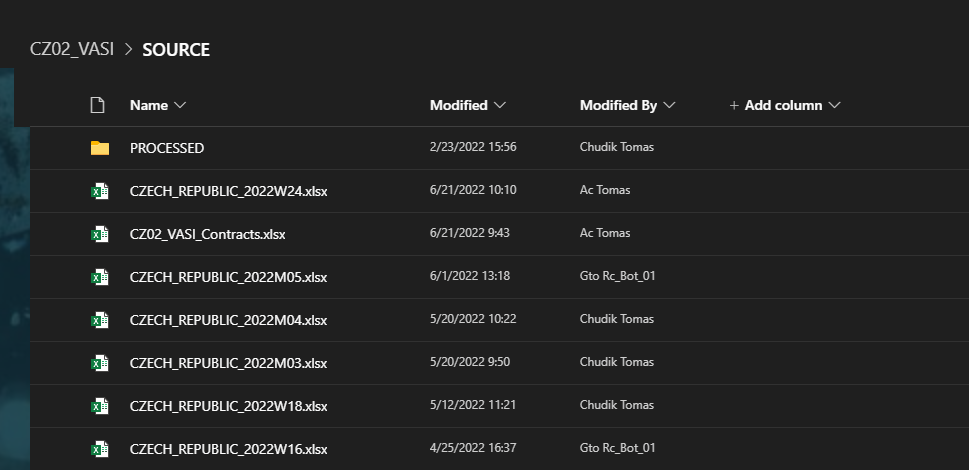 CZ02_VASI > SOURCE
Name Modified Modified By + Add column
PROCESSED 2/23/2022 15:56 Chudik Tomas
CZECH_REPUBLIC_2022W24.xlsx 6/21/2022 10:10 Ac Tomas
CZ02_VASI_Contracts.xlsx 6/21/2022 9:43 Ac Tomas
CZECH_REPUBLIC_2022M05.xlsx 6/1/2022 13:18 Gto Rc_Bot_01
CZECH_REPUBLIC_2022M04.xlsx 5/20/2022 10:22 Chudik Tomas
CZECH_REPUBLIC_2022M03.xlsx 5/20/2022 9:50 Chudik Tomas
CZECH_REPUBLIC_2022W18.xlsx 5/12/2022 11:21 Chudik Tomas
CZECH_REPUBLIC_2022W16.xlsx 4/25/2022 16:37 Gto Rc_Bot_01